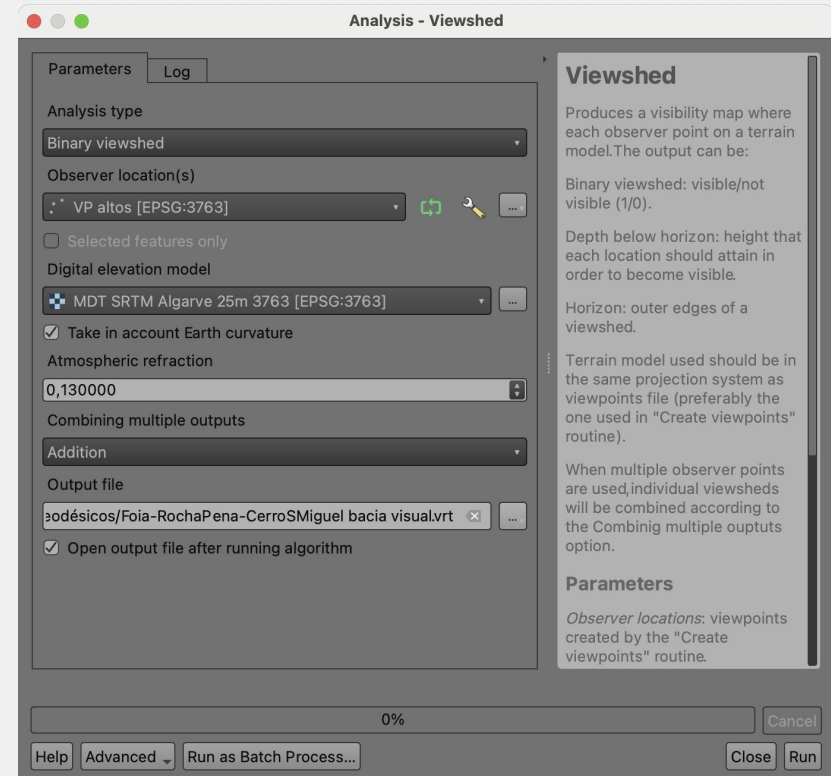 Analysis - Viewshed
Parameters
Log
Analysis type
Binary viewshed
Observer location(s)
VP altos [EPSG:3763]
...
Selected features only
Digital elevation model
MDT SRTM Algarve 25m 3763 [EPSG:3763]
...
Take in account Earth curvature
Atmospheric refraction
0,130000
Combining multiple outputs
Addition
Output file
eodésicos/Foia-RochaPena-CerroSMiguel bacia visual.vrt
...
Open output file after running algorithm
Viewshed
Produces a visibility map where
each observer point on a terrain
model.The output can be:
Binary viewshed: visible/not
visible (1/0).
Depth below horizon: height that
each location should attain in
order to become visible.
Horizon: outer edges of a
viewshed.
Terrain model used should be in
the same projection system as
viewpoints file (preferably the
one used in "Create viewpoints"
routine).
When multiple observer points
are used,individual viewsheds
will be combined according to
the Combinig multiple ouptuts
option.
Parameters
Observer locations: viewpoints
created by the "Create
viewpoints" routine.
0%
Cancel
Help
Advanced
Run as Batch Process...
Close
Run